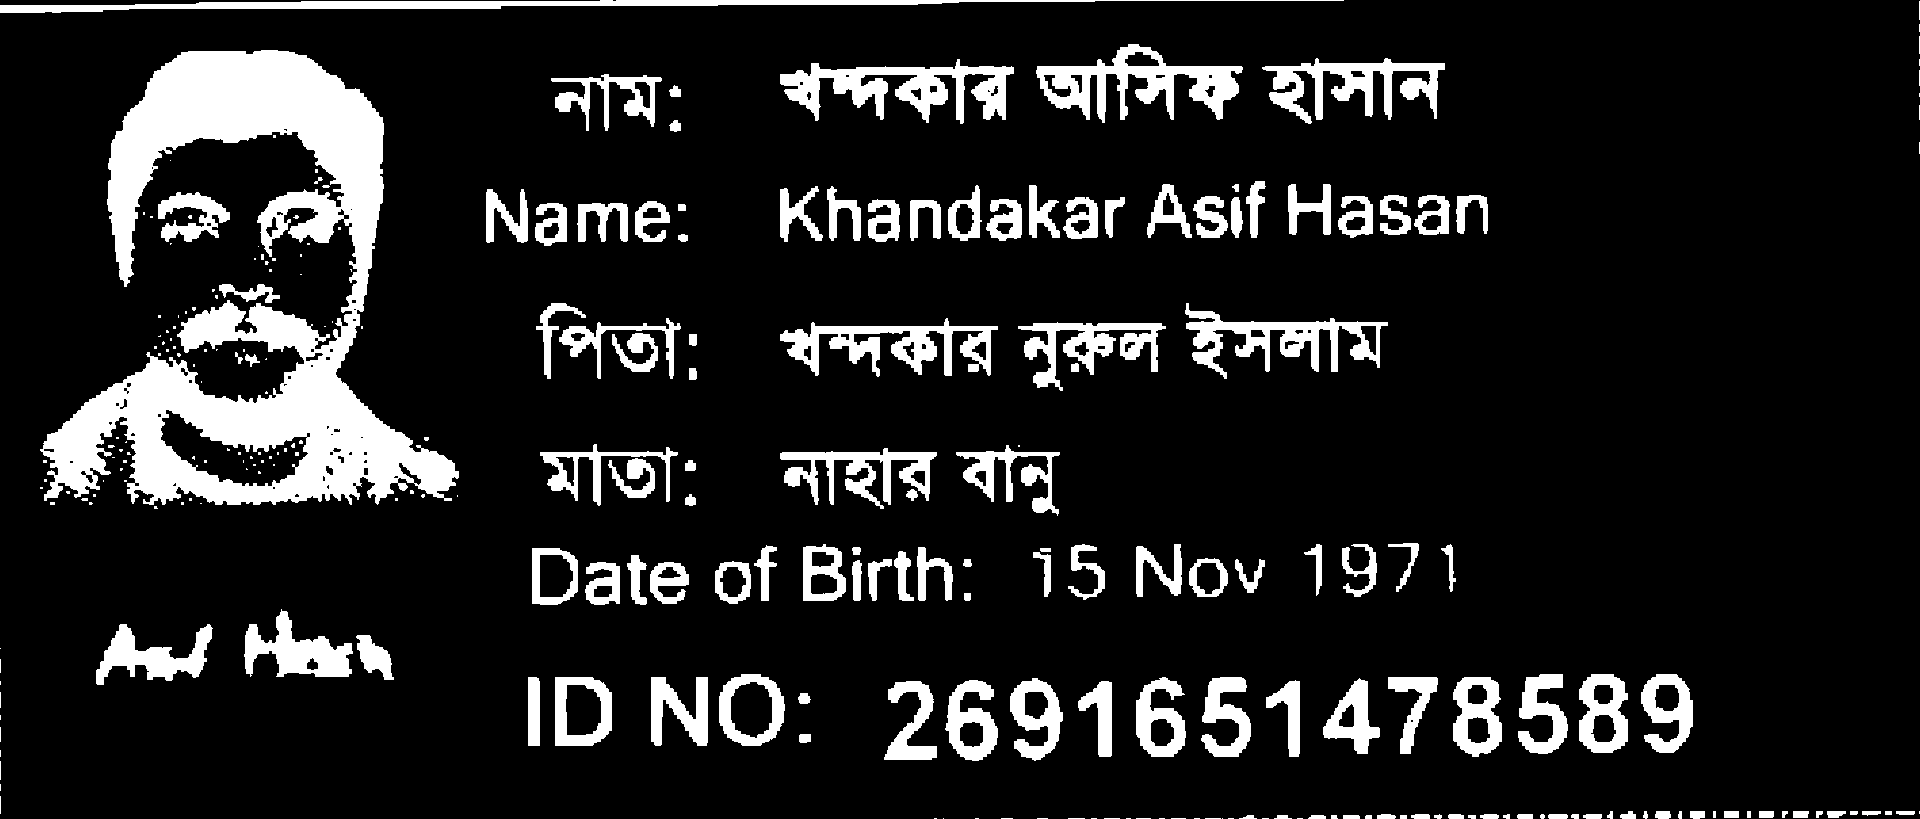 নাম: খন্দকার আসিফ হাসান
Name: Khandakar Asif Hasan
পিতা: খন্দকার নুরুল ইসলাম
মাতা: নাহার বানু
Date of Birth: 15 Nov 1971
ID NO: 2691651478589